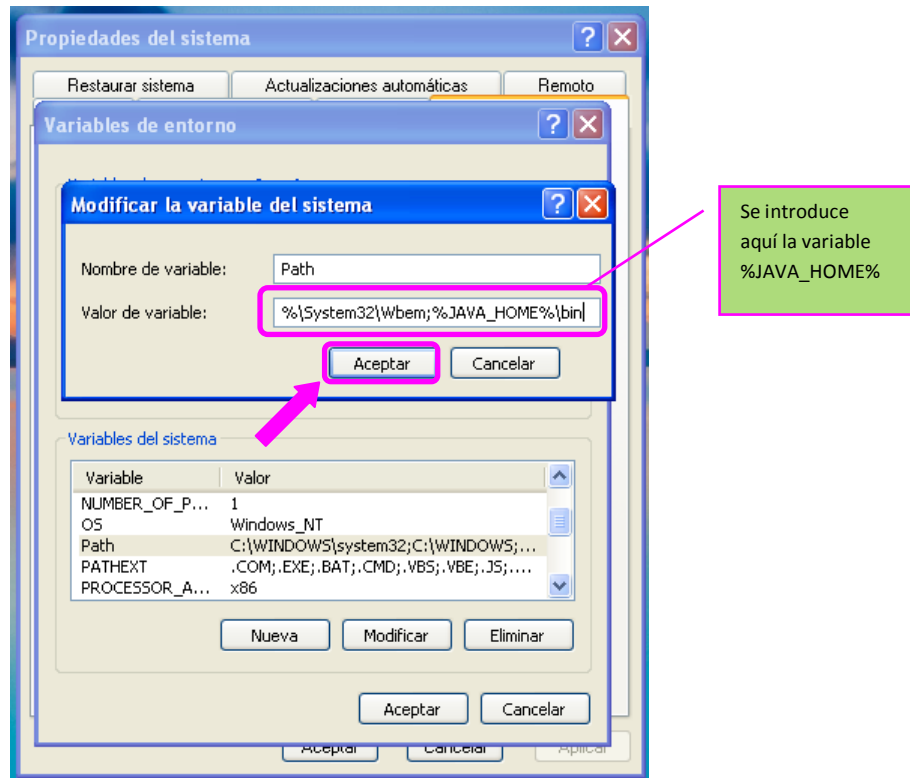 Propiedades del sistema
Restaurar sistema
Actualizaciones automáticas
Remoto
Variables de entorno
Modificar la variable del sistema
Nombre de variable:
Path
Valor de variable:
%\System32\Wbem;%JAVA_HOME%\bin
Aceptar
Cancelar
Se introduce
aquí la variable
%JAVA_HOME%
Variables del sistema
Variable
Valor
NUMBER_OF_P...
1
OS
Windows_NT
Path
C:\WINDOWS\system32;C:\WINDOWS;...
PATHEXT
.COM;.EXE;.BAT;.CMD;.VBS;.VBE;.JS;....
PROCESSOR_A...
x86
Nueva
Modificar
Eliminar
Aceptar
Cancelar
Aceptar
Cancelar
Aplicar